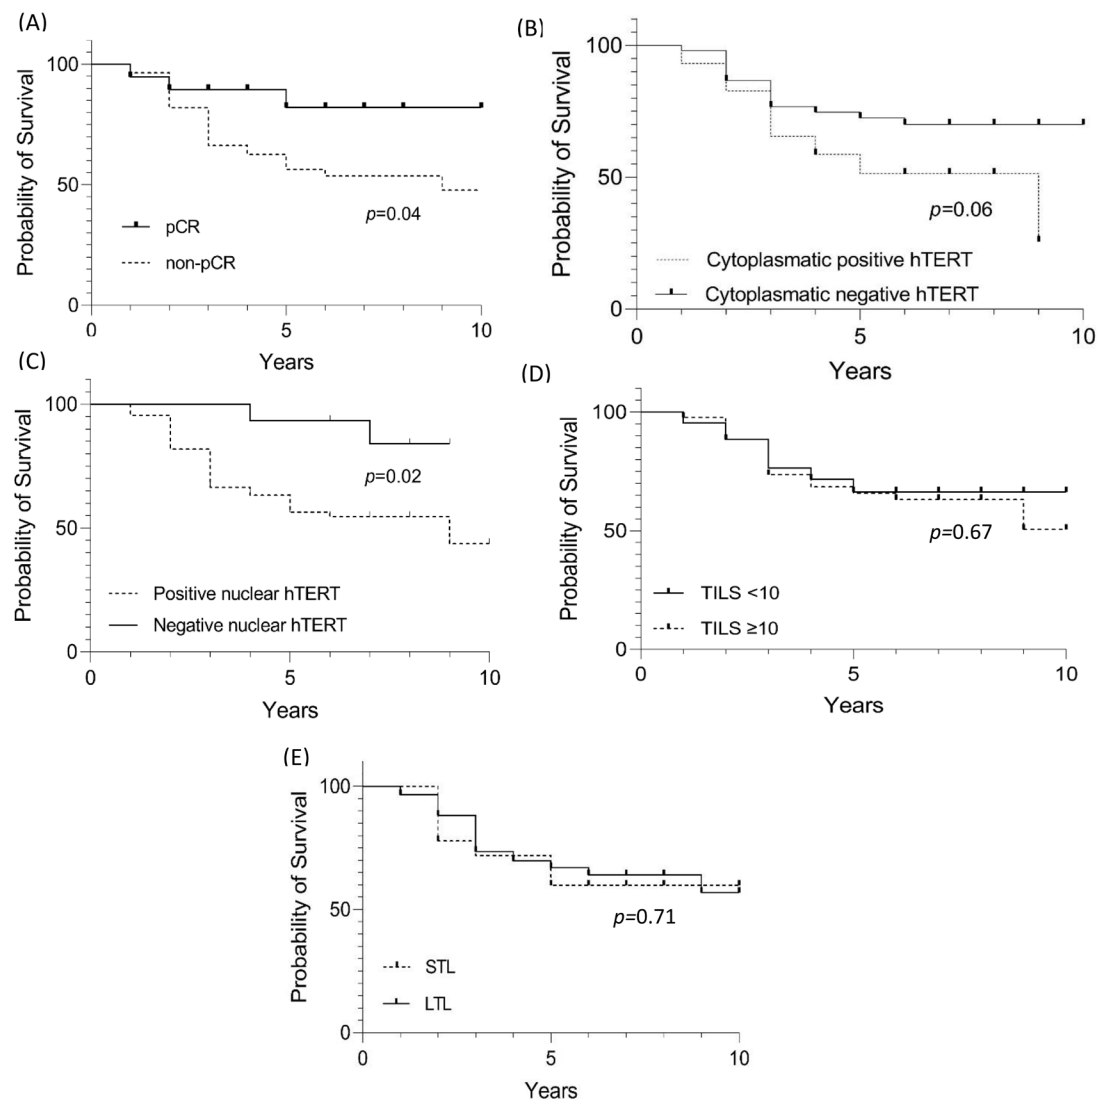 (A)
Probability of Survival
100
50
0
p=0.04
pCR
non-pCR
0 5 10
Years
(B)
Probability of Survival
100
50
0
p=0.06
Cytoplasmatic positive hTERT
Cytoplasmatic negative hTERT
0 5 10
Years
(C)
Probability of Survival
100
50
0
p=0.02
Positive nuclear hTERT
Negative nuclear hTERT
0 5 10
Years
(D)
Probability of Survival
100
50
0
p=0.67
TILS <10
TILS ≥10
0 5 10
Years
(E)
Probability of Survival
100
50
0
p=0.71
STL
LTL
0 5 10
Years